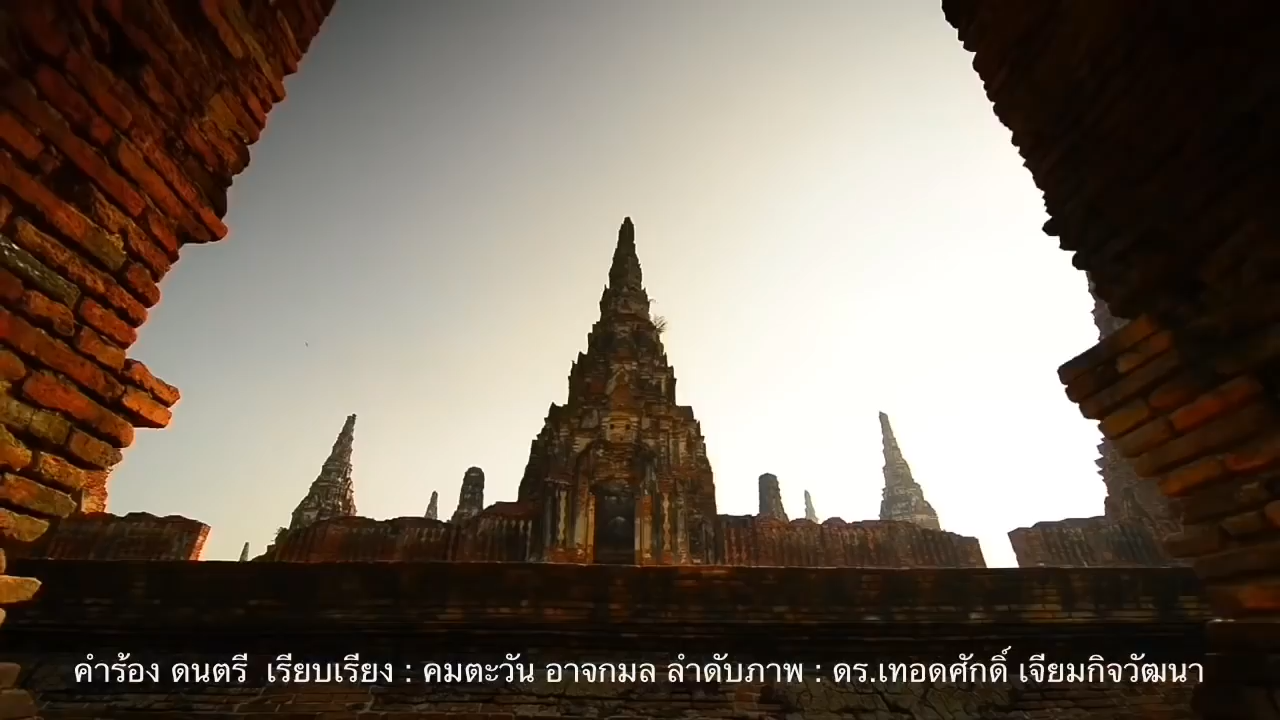 คำร้อง ดนตรี  เรียบเรียง : คมตะวัน อาจกมล ลำดับภาพ : ดร.เทอดศักดิ์ เจียมกิจวัฒนา